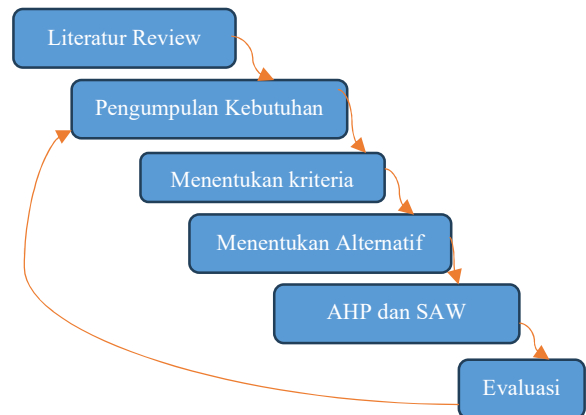 Literatur Review
Pengumpulan Kebutuhan
Menentukan kriteria
Menentukan Alternatif
AHP dan SAW
Evaluasi